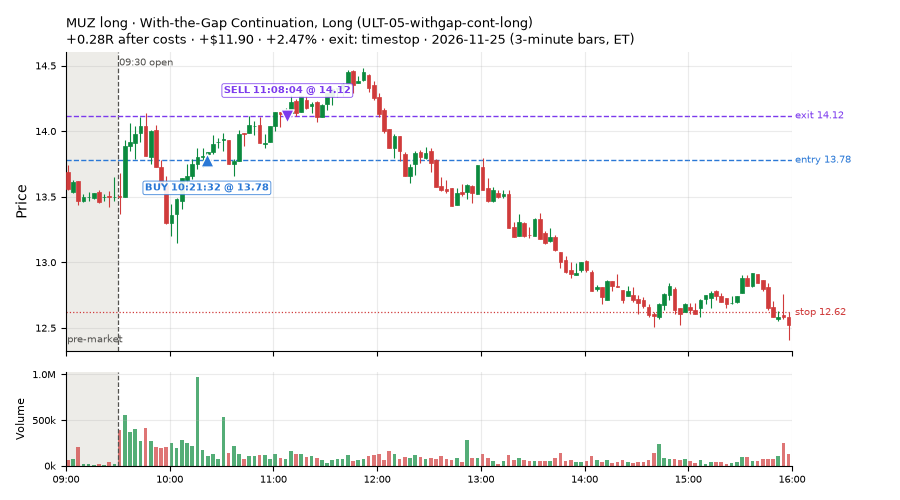 MUZ long · With-the-Gap Continuation, Long (ULT-05-withgap-cont-long)
+0.28R after costs · +$11.90 · +2.47% · exit: timestop · 2026-11-25 (3-minute bars, ET)
09:30 open
14.5
SELL 11:08:04 @ 14.12
exit 14.12
14.0
entry 13.78
BUY 10:21:32 @ 13.78
13.5
Price
13.0
stop 12.62
12.5
pre-market
1.0M
500k
0k
Volume
09:00 10:00 11:00 12:00 13:00 14:00 15:00 16:00